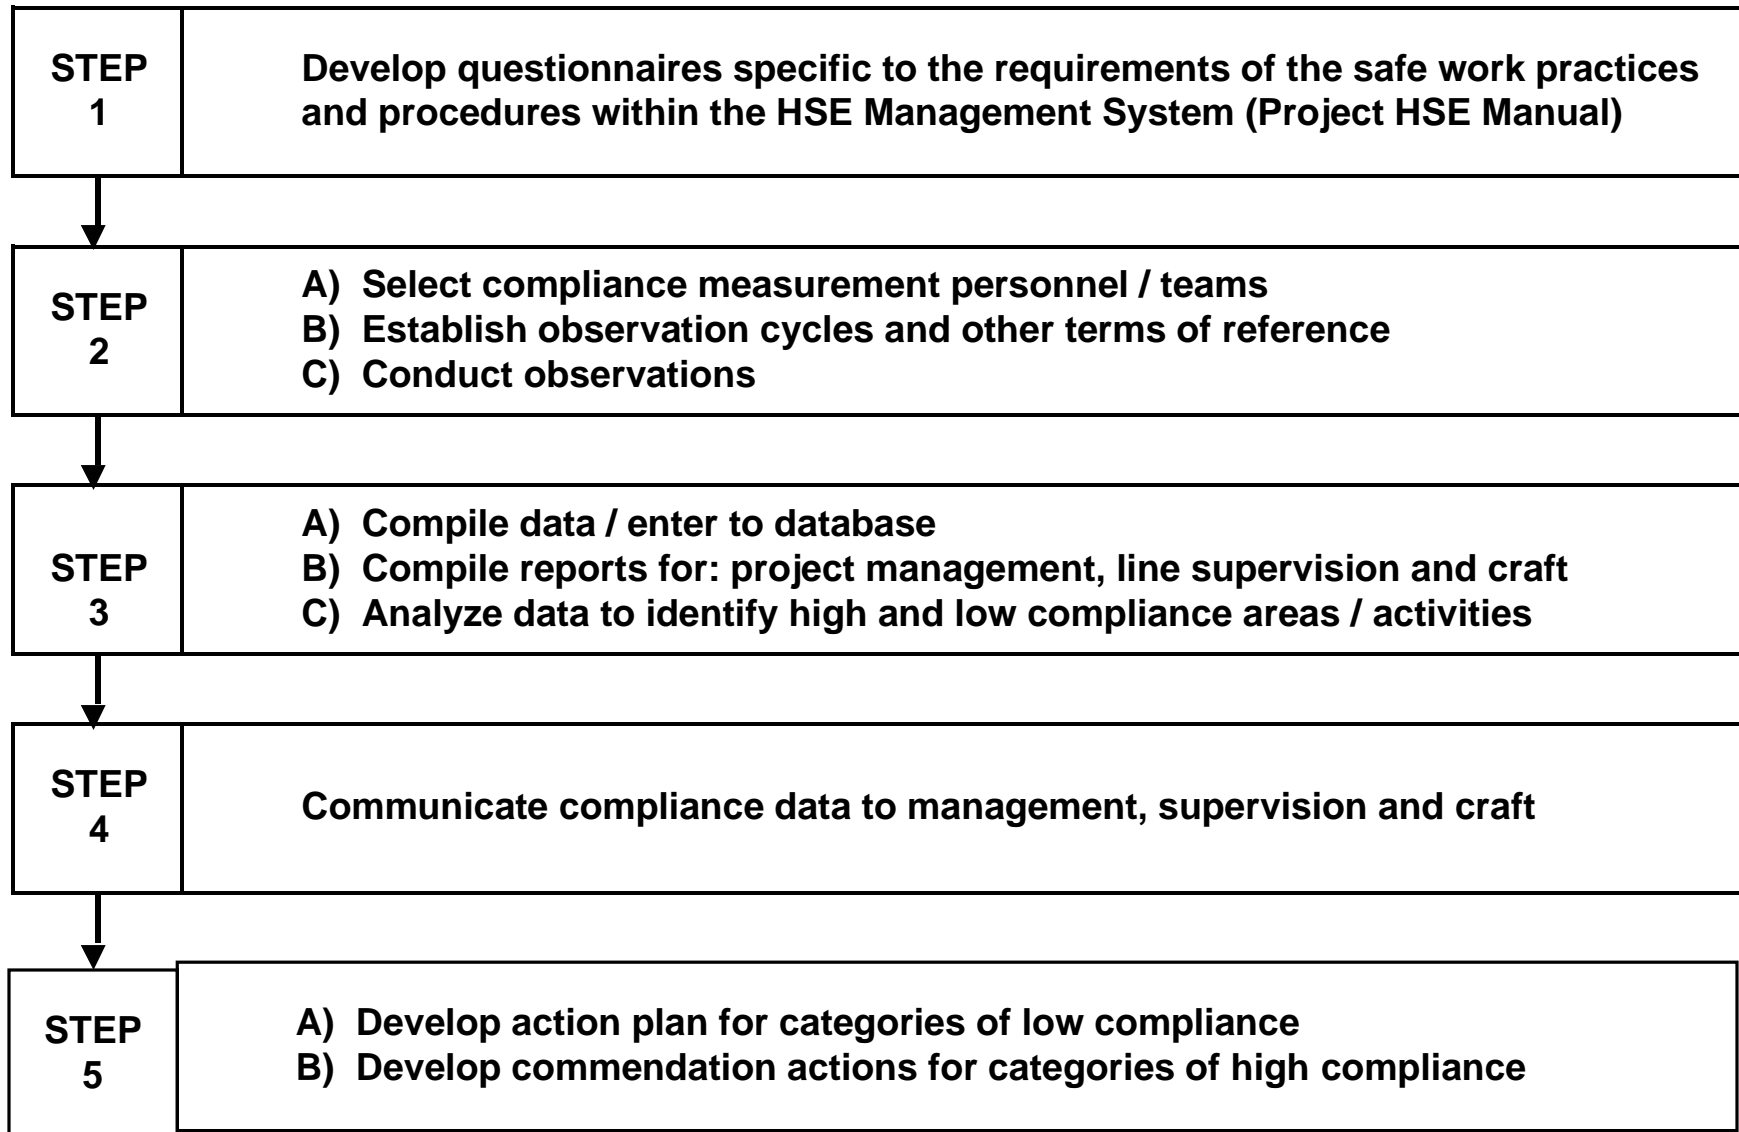 STEP
1
Develop questionnaires specific to the requirements of the safe work practices
and procedures within the HSE Management System (Project HSE Manual)
STEP
2
A) Select compliance measurement personnel / teams
B) Establish observation cycles and other terms of reference
C) Conduct observations
STEP
3
A) Compile data / enter to database
B) Compile reports for: project management, line supervision and craft
C) Analyze data to identify high and low compliance areas / activities
STEP
4
Communicate compliance data to management, supervision and craft
STEP
5
A) Develop action plan for categories of low compliance
B) Develop commendation actions for categories of high compliance